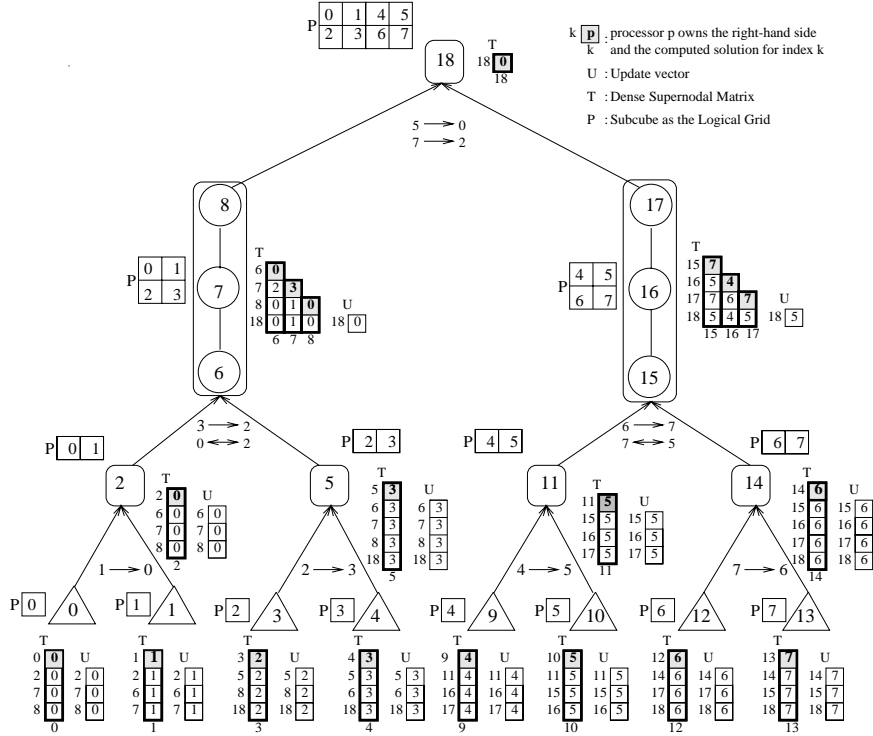 P 0 1 4 5
2 3 6 7
18
T
18 0
18
k p : processor p owns the right-hand side
k and the computed solution for index k
U : Update vector
T : Dense Supernodal Matrix
P : Subcube as the Logical Grid
5 → 0
7 → 2
8
7
6
P 0 1
2 3
T
6 0
7 2 3
8 0 1 0
18 0 1 0
6 7 8
U
18 0
17
16
15
P 4 5
6 7
T
15 7
16 5 4
17 7 6 7
18 5 4 5
15 16 17
U
18 5
3 → 2
0 ↔ 2
6 → 7
7 ↔ 5
P 0 1
2
T
2 0
6 0
7 0
8 0
2
U
6 0
7 0
8 0
P 2 3
5
T
5 3
6 3
7 3
8 3
18 3
5
U
6 3
7 3
8 3
18 3
P 4 5
11
T
11 5
15 5
16 5
17 5
11
U
15 5
16 5
17 5
P 6 7
14
T
14 6
15 6
16 6
17 6
18 6
14
U
15 6
16 6
17 6
18 6
1 → 0
2 → 3
4 → 5
7 → 6
P 0
0
P 1
1
P 2
3
P 3
4
P 4
9
P 5
10
P 6
12
P 7
13
T
0 0
2 0
7 0
8 0
0
U
2 0
7 0
8 0
T
1 1
2 1
6 1
7 1
1
U
2 1
6 1
7 1
T
3 2
5 2
8 2
18 2
3
U
5 2
8 2
18 2
T
4 3
5 3
6 3
18 3
4
U
5 3
6 3
18 3
T
9 4
11 4
16 4
17 4
9
U
11 4
16 4
17 4
T
10 5
11 5
15 5
16 5
10
U
11 5
15 5
16 5
T
12 6
14 6
17 6
18 6
12
U
14 6
17 6
18 6
T
13 7
14 7
15 7
18 7
13
U
14 7
15 7
18 7